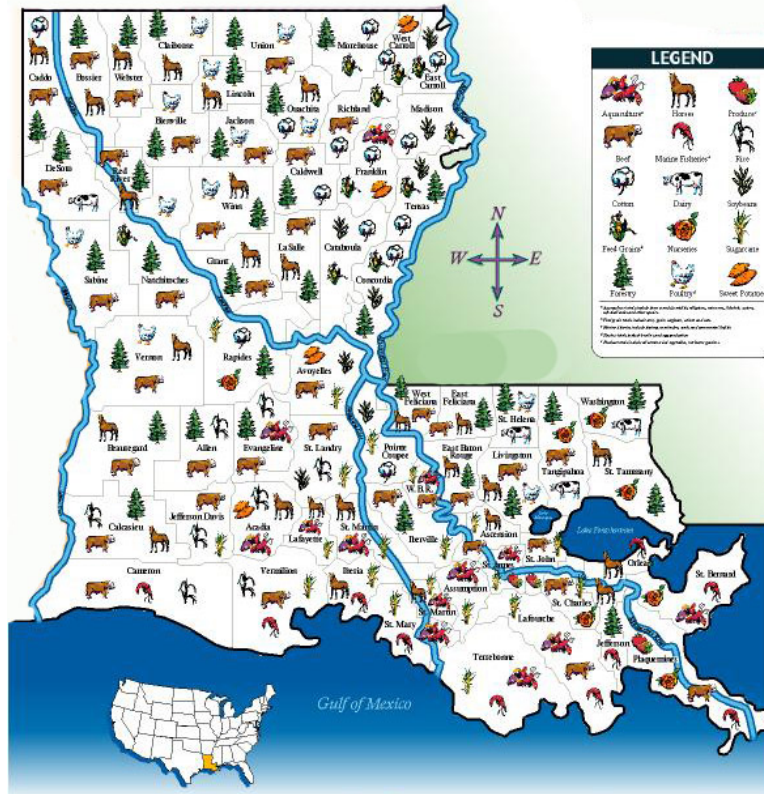 Claiborne
Union
Morehouse
West
Carroll
East
Carroll
Caddo
Bossier
Webster
Lincoln
Ouachita
Richland
Madison
Bienville
Jackson
DeSoto
Red
River
Caldwell
Franklin
Winn
Tensas
Sabine
Natchitoches
Grant
LaSalle
Catahoula
Concordia
Vernon
Rapides
Avoyelles
West
Feliciana
East
Feliciana
St. Helena
Washington
Beauregard
Allen
Evangeline
St. Landry
Pointe
Coupee
East Baton
Rouge
Livingston
Tangipahoa
St. Tammany
W.B.R.
Calcasieu
Jefferson Davis
Acadia
Lafayette
St. Martin
Iberville
Ascension
Lake Pontchartrain
Cameron
Vermilion
Iberia
St. James
St. John
Orleans
St. Bernard
Assumption
St. Mary
St. Martin
St. Charles
Lafourche
Jefferson
Terrebonne
Plaquemines
Gulf of Mexico
N
W
E
S
LEGEND
Aquaculture
Horses
Produce
Beef
Marine Fisheries
Rice
Cotton
Dairy
Soybeans
Feed Grains
Nurseries
Sugarcane
Forestry
Poultry
Sweet Potatoes